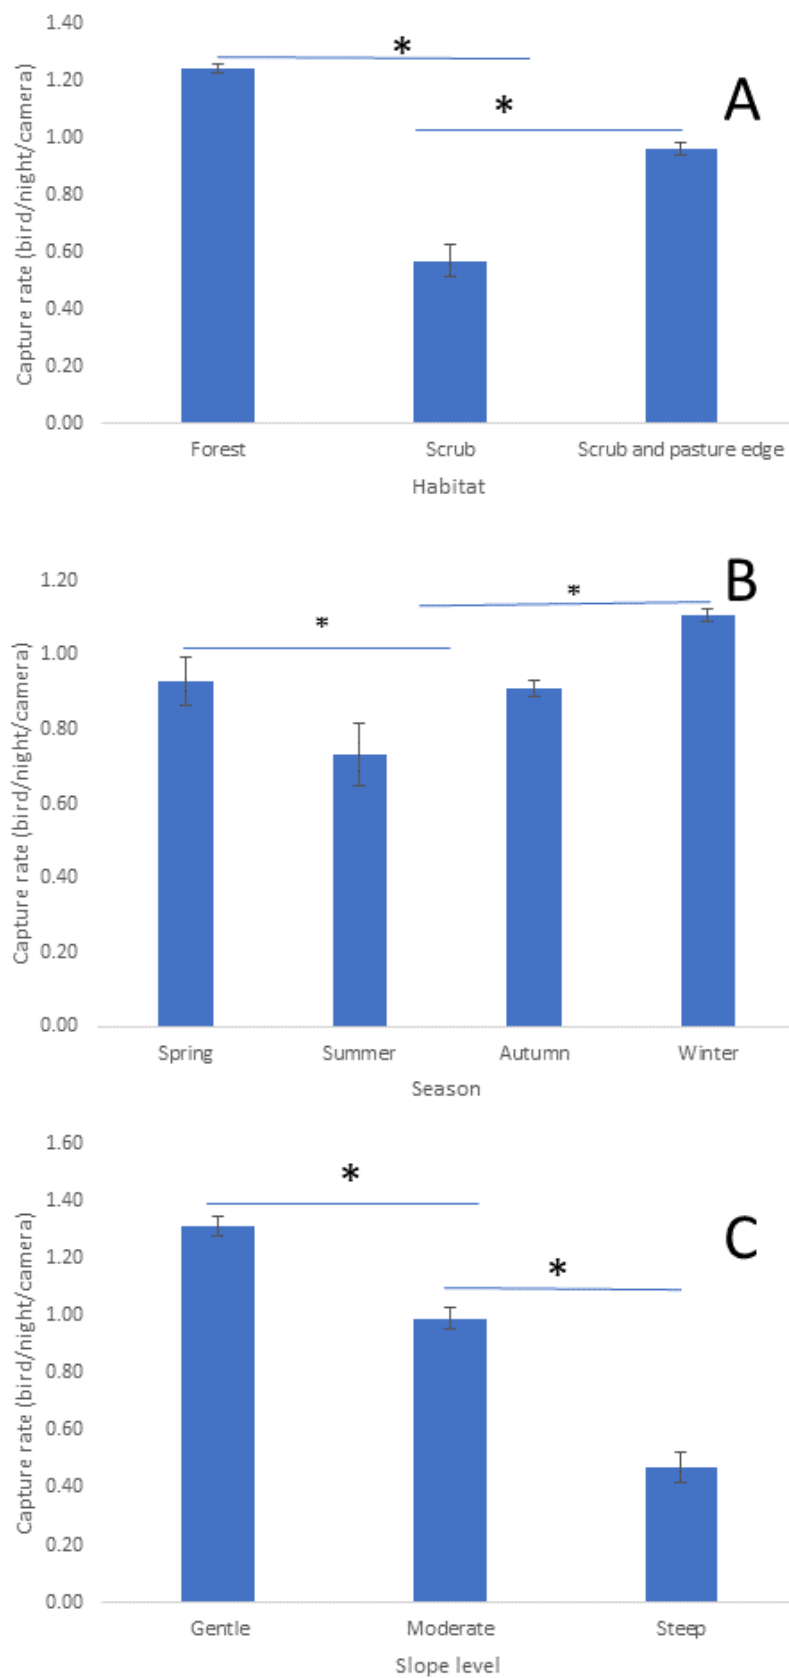 1.40
*
1.20
*
A
1.00
0.80
0.60
0.40
0.20
0.00
Capture rate (bird/night/camera)
Forest Scrub Scrub and pasture edge
Habitat
1.20
*
B
*
1.00
0.80
0.60
0.40
0.20
0.00
Capture rate (bird/night/camera)
Spring Summer Autumn Winter
Season
1.60
*
1.40
C
1.20
*
1.00
0.80
0.60
0.40
0.20
0.00
Capture rate (bird/night/camera)
Gentle Moderate Steep
Slope level